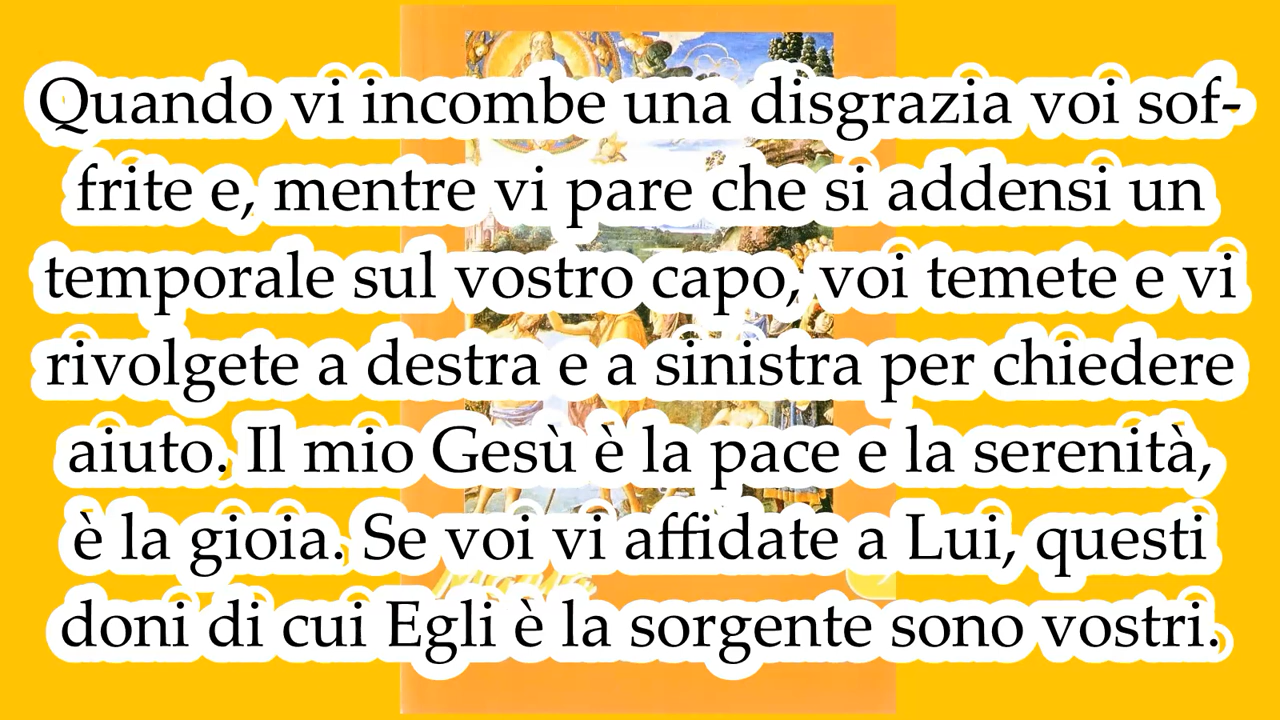 Quando vi incombe una disgrazia voi sof-
frite e, mentre vi pare che si addensi un
temporale sul vostro capo, voi temete e vi
rivolgete a destra e a sinistra per chiedere
aiuto. Il mio Gesù è la pace e la serenità,
è la gioia. Se voi vi affidate a Lui, questi
doni di cui Egli è la sorgente sono vostri.